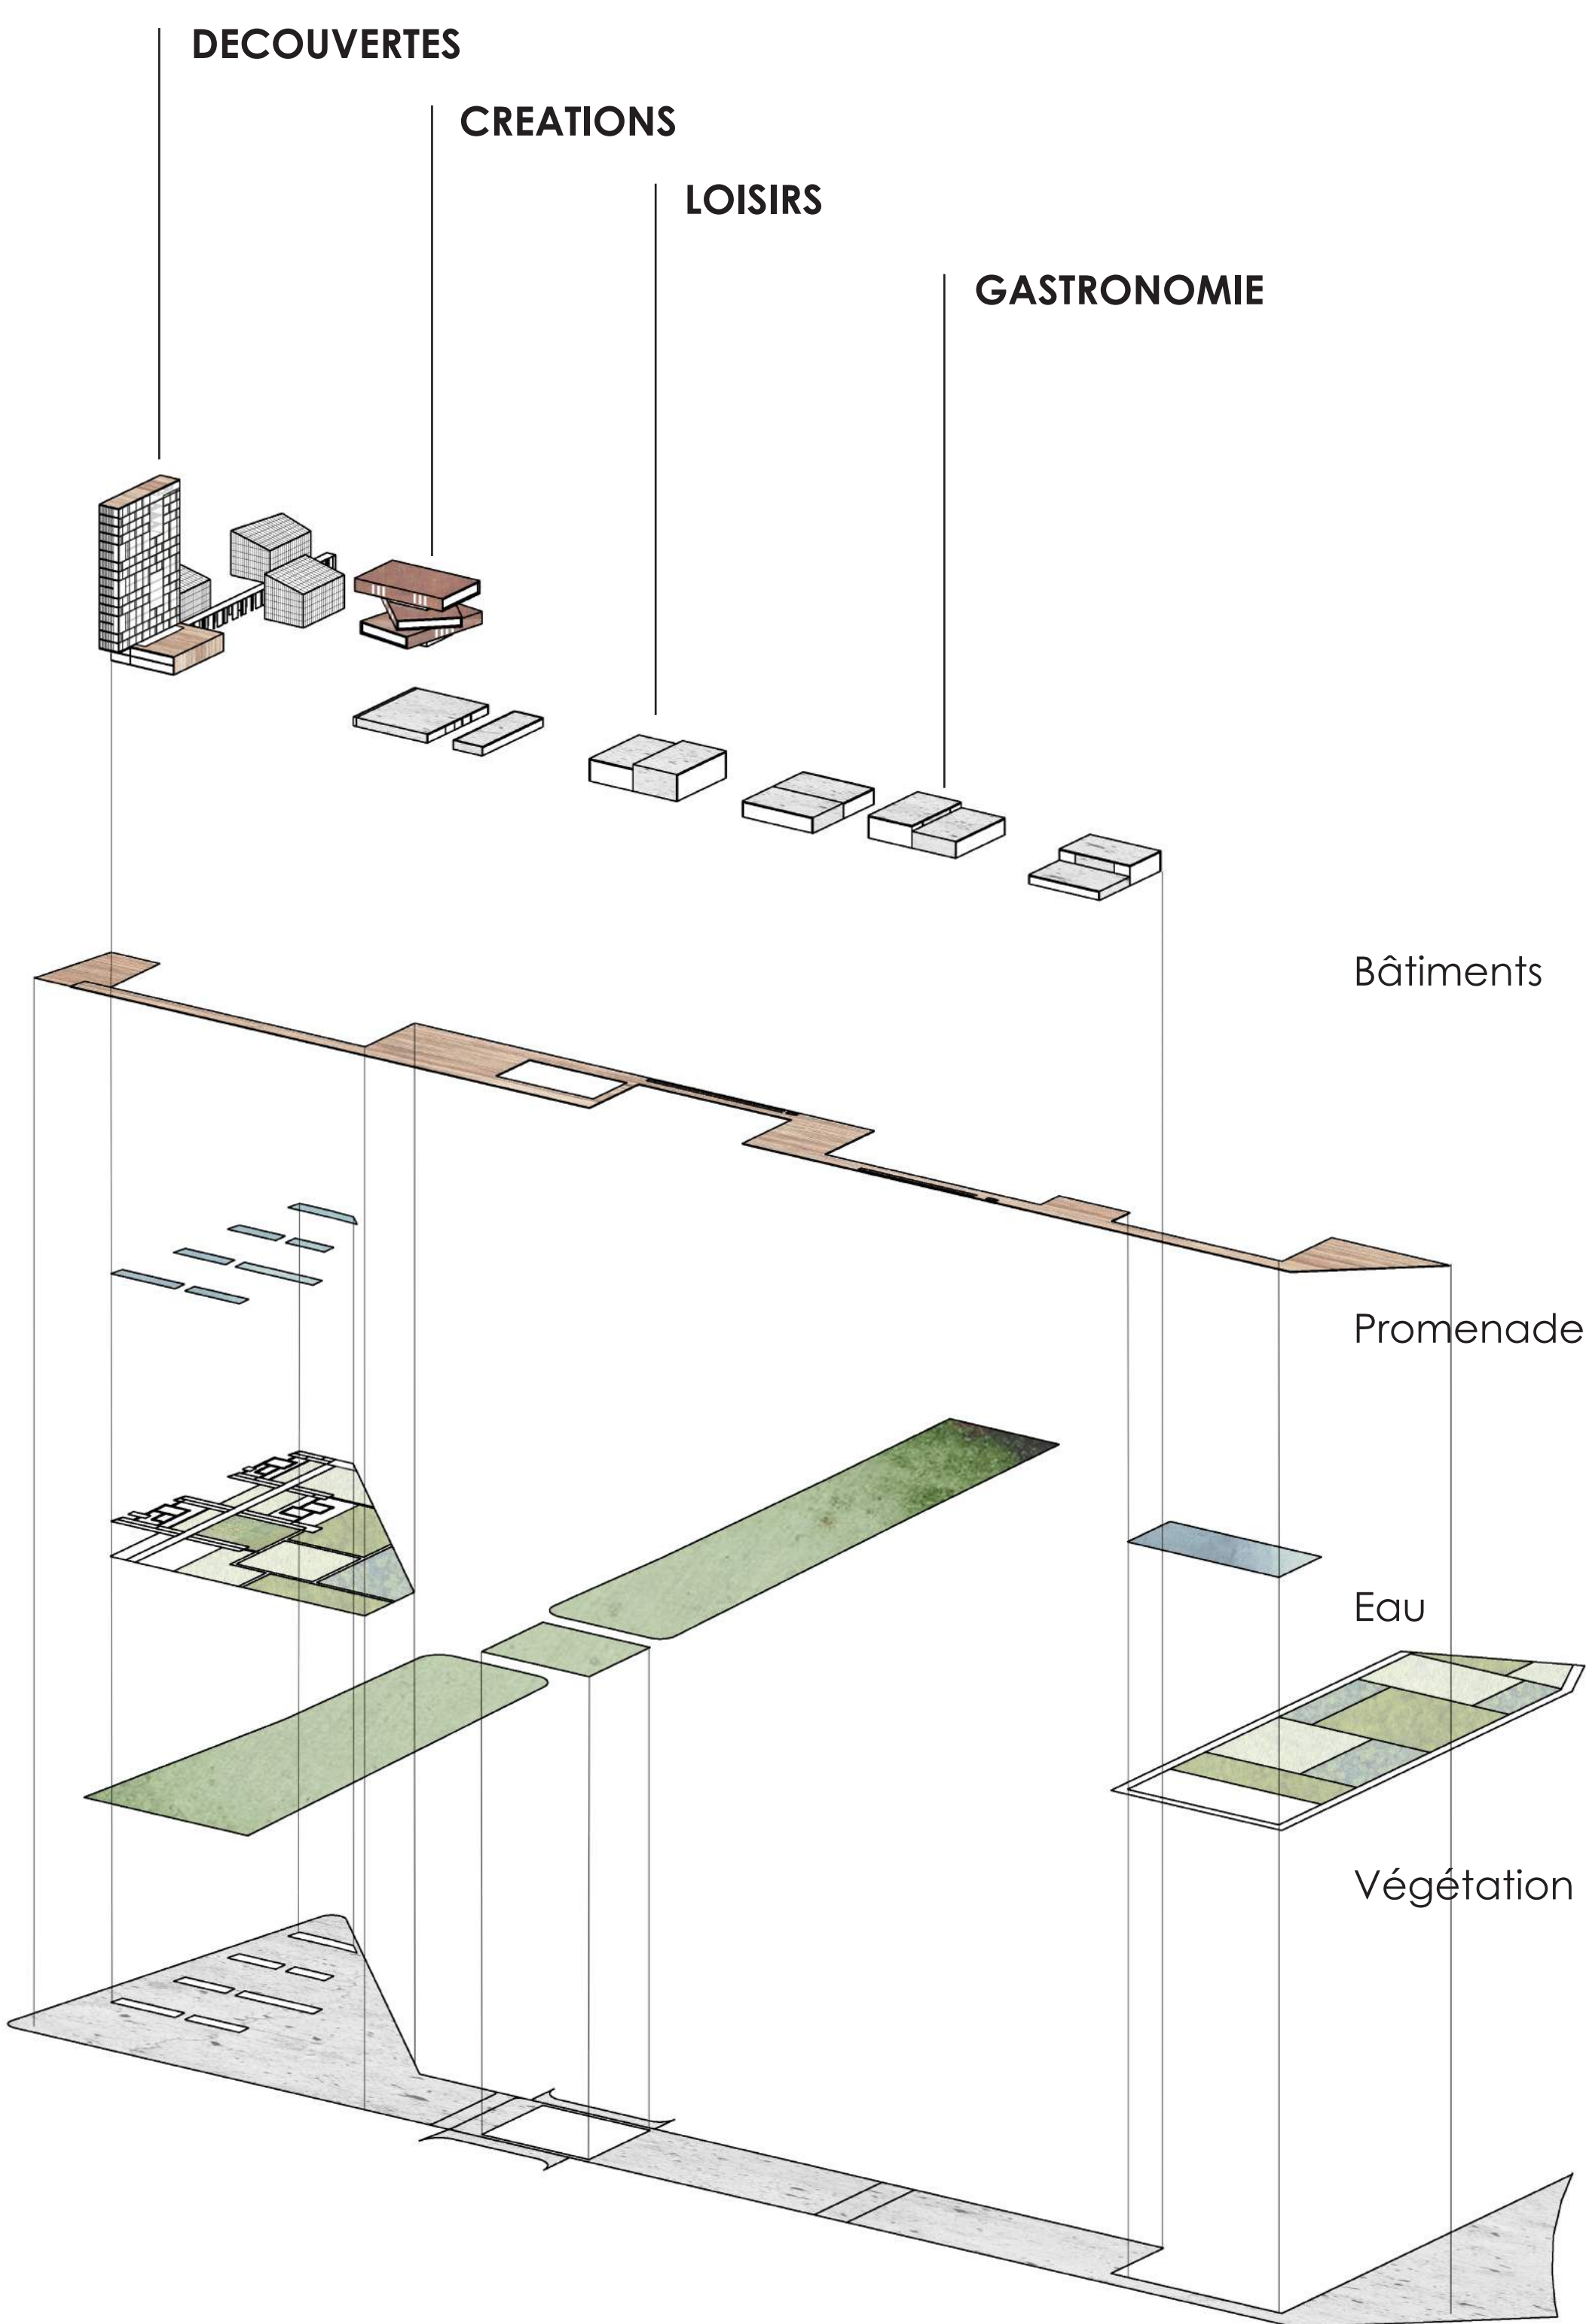 DECOUVERTES
CREATIONS
LOISIRS
GASTRONOMIE
Bâtiments
Promenade
Eau
Végétation